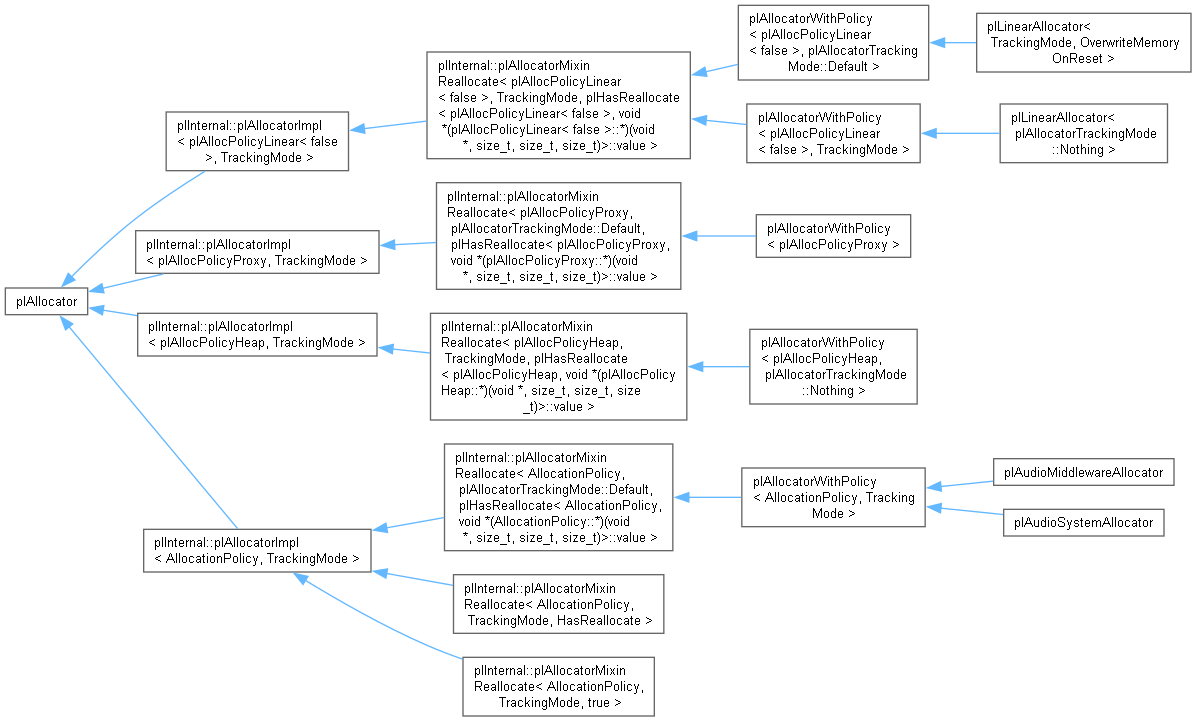 plAllocator
plInternal::plAllocatorImpl
< plAllocPolicyLinear< false
>, TrackingMode >
plInternal::plAllocatorImpl
< plAllocPolicyProxy, TrackingMode >
plInternal::plAllocatorImpl
< plAllocPolicyHeap, TrackingMode >
plInternal::plAllocatorImpl
< AllocationPolicy, TrackingMode >
plInternal::plAllocatorMixin
Reallocate< plAllocPolicyLinear
< false >, TrackingMode, plHasReallocate
< plAllocPolicyLinear< false >, void
*(plAllocPolicyLinear< false >::*)(void
*, size_t, size_t, size_t)>::value >
plInternal::plAllocatorMixin
Reallocate< plAllocPolicyProxy,
plAllocatorTrackingMode::Default,
plHasReallocate< plAllocPolicyProxy,
void *(plAllocPolicyProxy::*)(void
*, size_t, size_t, size_t)>::value >
plInternal::plAllocatorMixin
Reallocate< plAllocPolicyHeap,
TrackingMode, plHasReallocate
< plAllocPolicyHeap, void *(plAllocPolicy
Heap::*)(void *, size_t, size_t, size
_t)>::value >
plInternal::plAllocatorMixin
Reallocate< AllocationPolicy,
plAllocatorTrackingMode::Default,
plHasReallocate< AllocationPolicy,
void *(AllocationPolicy::*)(void
*, size_t, size_t, size_t)>::value >
plInternal::plAllocatorMixin
Reallocate< AllocationPolicy,
TrackingMode, HasReallocate >
plInternal::plAllocatorMixin
Reallocate< AllocationPolicy,
TrackingMode, true >
plAllocatorWithPolicy
< plAllocPolicyLinear
< false >, plAllocatorTracking
Mode::Default >
plAllocatorWithPolicy
< plAllocPolicyLinear
< false >, TrackingMode >
plAllocatorWithPolicy
< plAllocPolicyProxy >
plAllocatorWithPolicy
< plAllocPolicyHeap,
plAllocatorTrackingMode
::Nothing >
plAllocatorWithPolicy
< AllocationPolicy, Tracking
Mode >
plLinearAllocator<
TrackingMode, OverwriteMemory
OnReset >
plLinearAllocator<
plAllocatorTrackingMode
::Nothing >
plAudioMiddlewareAllocator
plAudioSystemAllocator